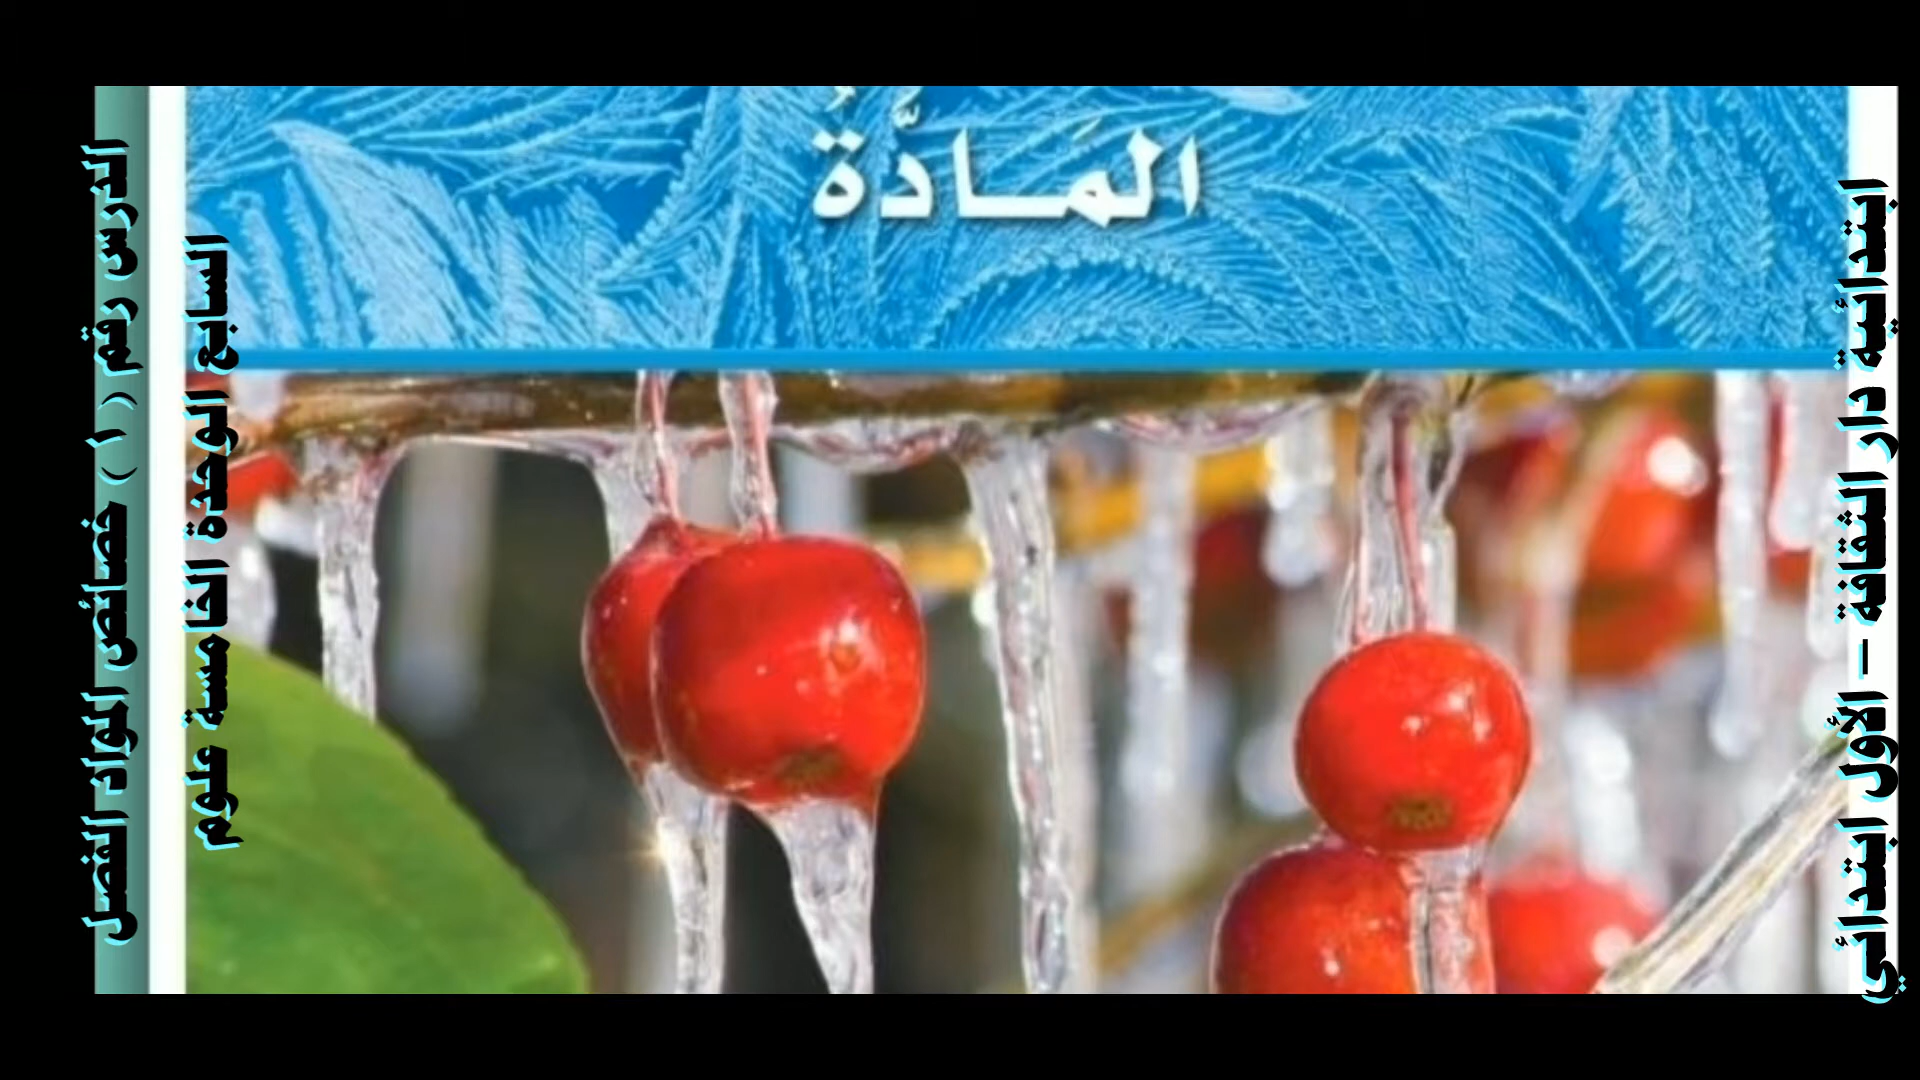 المَادَّةُ
ابتدائية دار الثقافة – الأول ابتدائي
الدرس رقم ( ١ ) خصائص المواد الفصل
السابع الوحدة الخامسة علوم